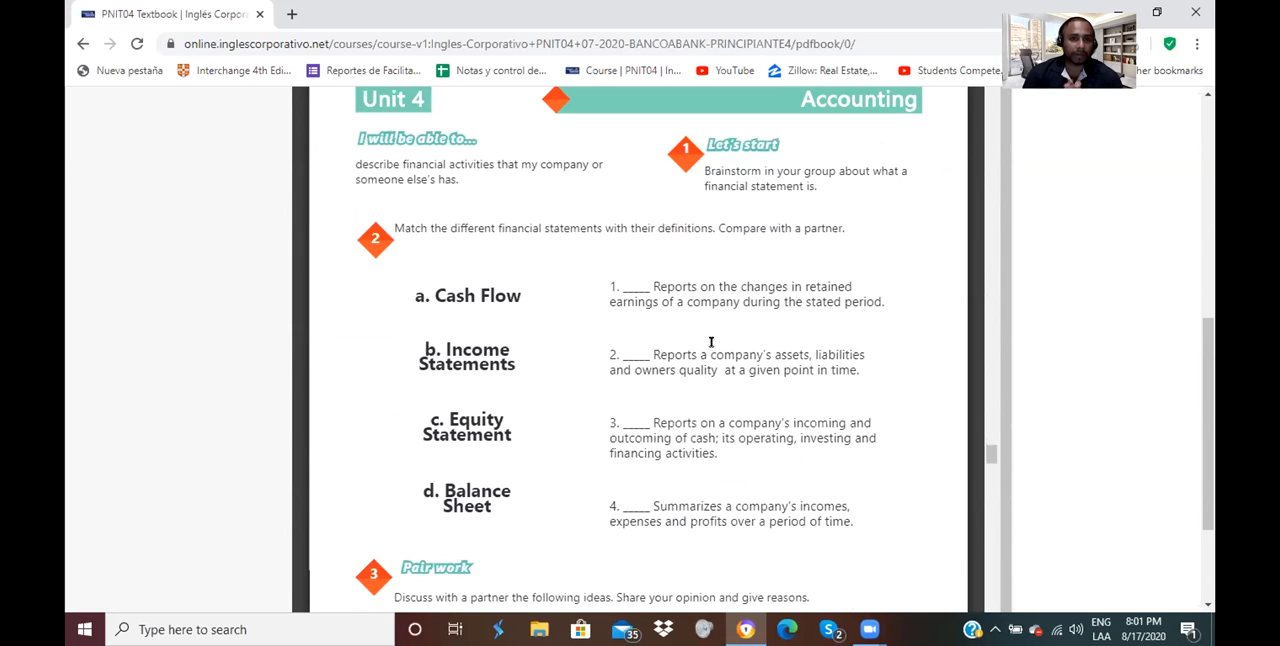 PNIT04 Textbook | Inglés Corpor
online.inglescorporativo.net/courses/course-v1:Ingles-Corporativo+PNIT04+07-2020-BANCOABANK-PRINCIPIANTE4/pdfbook/0/
Nueva pestaña
Interchange 4th Edi...
Reportes de Facilita...
Notas y control de...
Course | PNIT04 | In...
YouTube
Zillow: Real Estate,...
Students Compete
her bookmarks
Unit 4
Accounting
I will be able to...
describe financial activities that my company or
someone else's has.
1
Let's start
Brainstorm in your group about what a
financial statement is.
2
Match the different financial statements with their definitions. Compare with a partner.
a. Cash Flow
1. _____ Reports on the changes in retained
earnings of a company during the stated period.
b. Income
Statements
2. _____ Reports a company's assets, liabilities
and owners quality at a given point in time.
c. Equity
Statement
3. _____ Reports on a company's incoming and
outcoming of cash; its operating, investing and
financing activities.
d. Balance
Sheet
4. _____ Summarizes a company's incomes,
expenses and profits over a period of time.
3
Pair work
Discuss with a partner the following ideas. Share your opinion and give reasons.
Type here to search
35
2
ENG
LAA
8:01 PM
8/17/2020
1